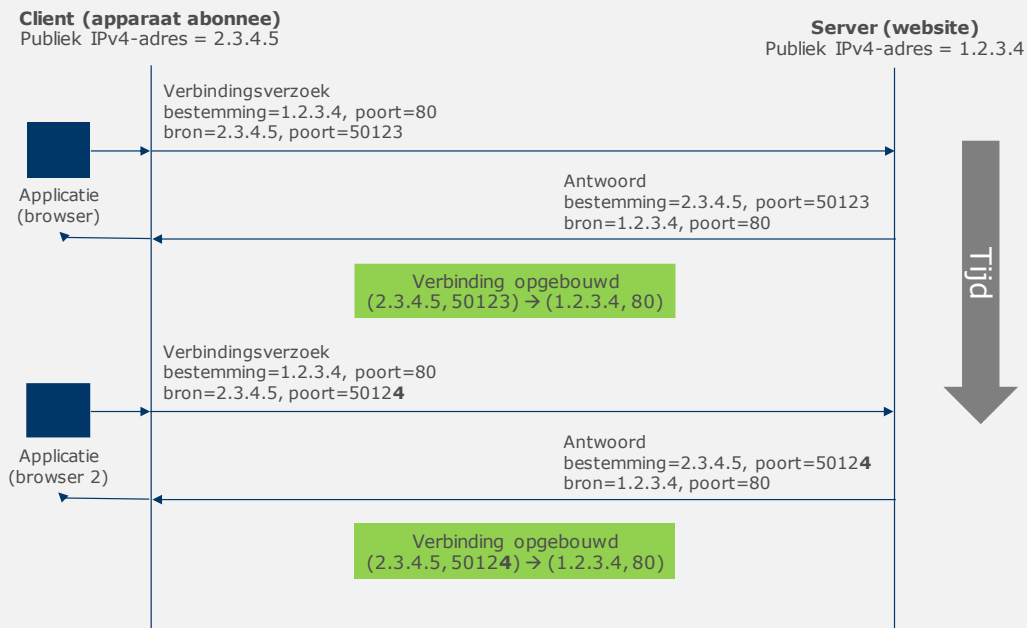 Client (apparaat abonnee)
Publiek IPv4-adres = 2.3.4.5
Server (website)
Publiek IPv4-adres = 1.2.3.4
Verbindingsverzoek
bestemming=1.2.3.4, poort=80
bron=2.3.4.5, poort=50123
Applicatie
(browser)
Antwoord
bestemming=2.3.4.5, poort=50123
bron=1.2.3.4, poort=80
Tijd
Verbinding opgebouwd
(2.3.4.5, 50123) → (1.2.3.4, 80)
Verbindingsverzoek
bestemming=1.2.3.4, poort=80
bron=2.3.4.5, poort=50124
Applicatie
(browser 2)
Antwoord
bestemming=2.3.4.5, poort=50124
bron=1.2.3.4, poort=80
Verbinding opgebouwd
(2.3.4.5, 50124) → (1.2.3.4, 80)